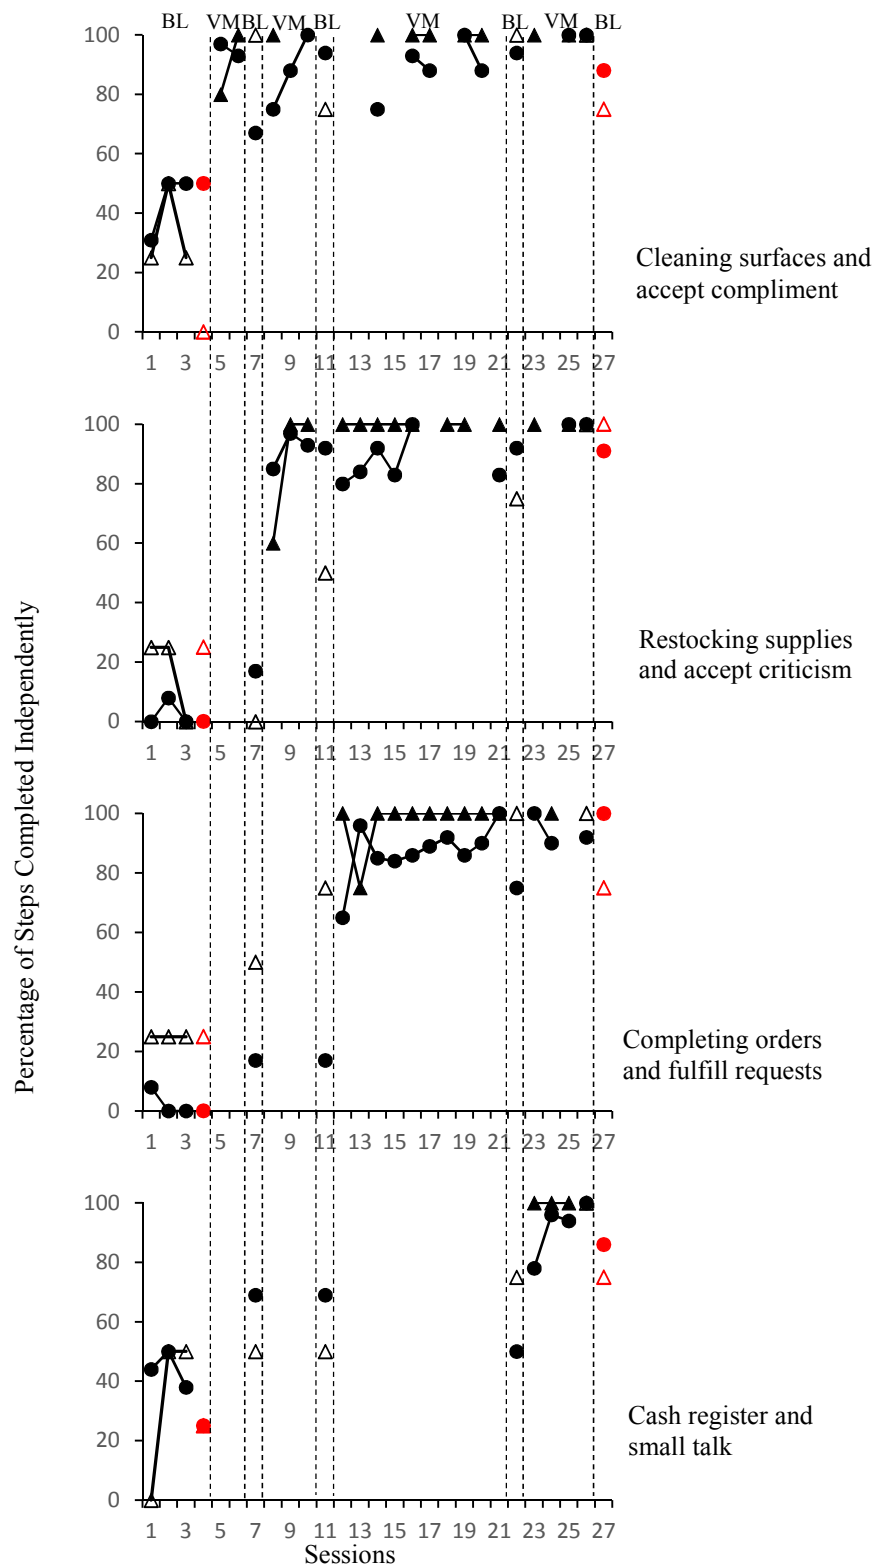 BL VM BL VM BL VM BL VM BL
100
80
60
40
20
0
1 3 5 7 9 11 13 15 17 19 21 23 25 27
Cleaning surfaces and
accept compliment
100
80
60
40
20
0
1 3 5 7 9 11 13 15 17 19 21 23 25 27
Restocking supplies
and accept criticism
Percentage of Steps Completed Independently
100
80
60
40
20
0
1 3 5 7 9 11 13 15 17 19 21 23 25 27
Completing orders
and fulfill requests
100
80
60
40
20
0
1 3 5 7 9 11 13 15 17 19 21 23 25 27
Cash register and
small talk
Sessions